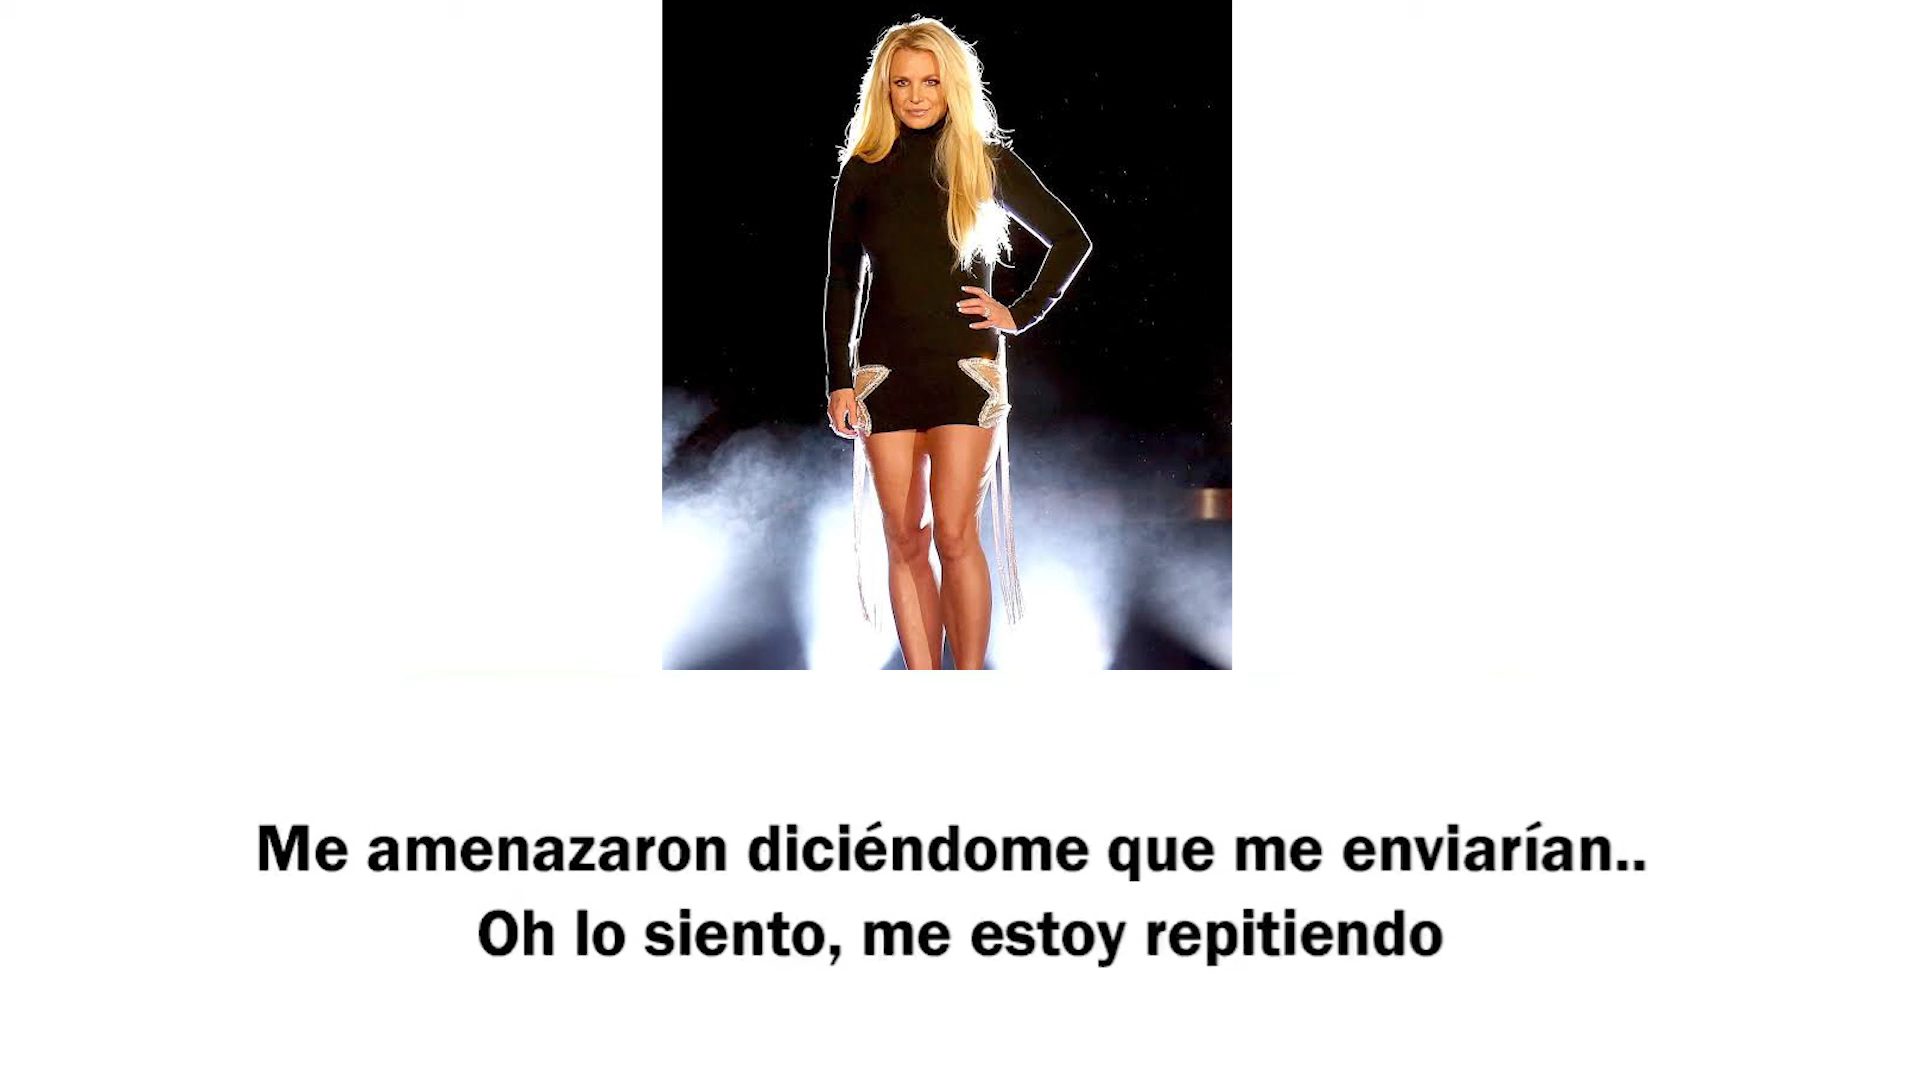 Me amenazaron diciéndome que me enviarían..
Oh lo siento, me estoy repitiendo